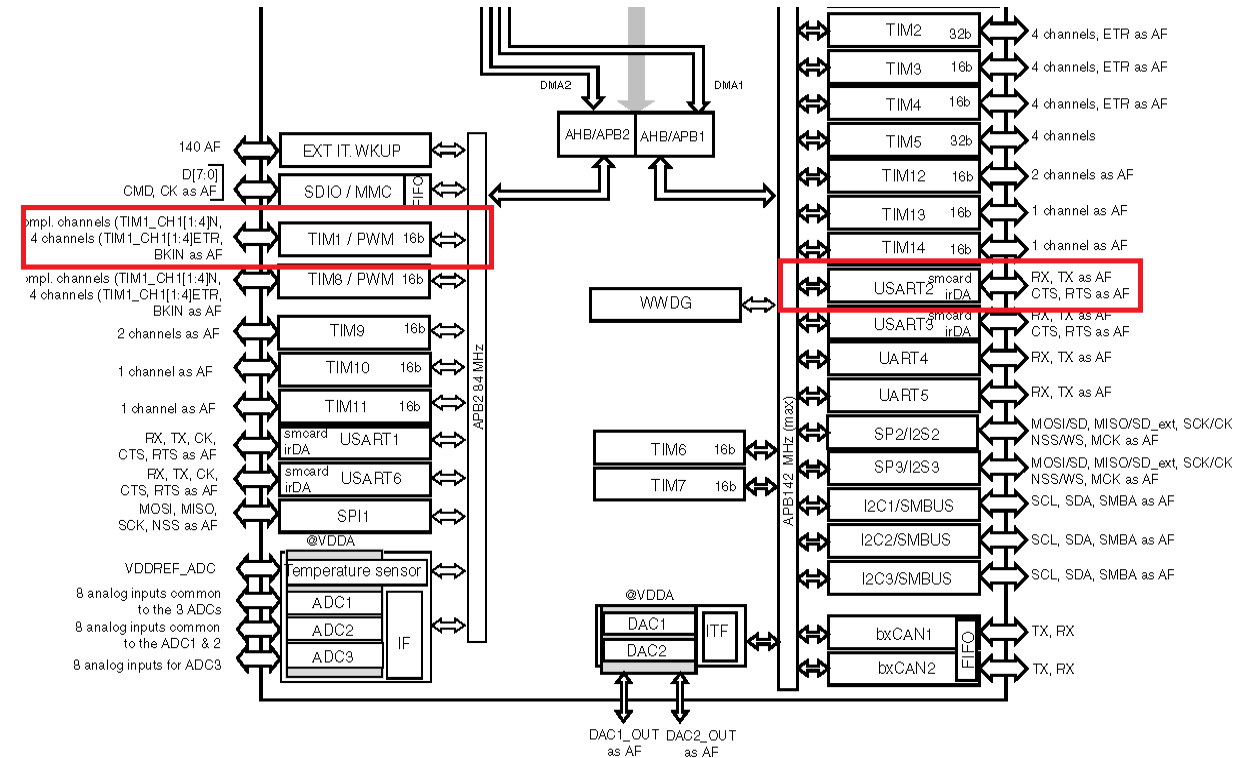 DMA2
DMA1
AHB/APB2
AHB/APB1
140 AF
EXT IT. WKUP
D[7:0]
CMD, CK as AF
SDIO / MMC
FIFO
ompl. channels (TIM1_CH1[1:4]N,
4 channels (TIM1_CH1[1:4]ETR,
BKIN as AF
TIM1 / PWM 16b
ompl. channels (TIM1_CH1[1:4]N,
4 channels (TIM1_CH1[1:4]ETR,
BKIN as AF
TIM8 / PWM 16b
2 channels as AF
TIM9 16b
1 channel as AF
TIM10 16b
1 channel as AF
TIM11 16b
RX, TX, CK,
CTS, RTS as AF
smcard
irDA
USART1
RX, TX, CK,
CTS, RTS as AF
smcard
irDA
USART6
MOSI, MISO,
SCK, NSS as AF
SPI1
@VDDA
VDDREF_ADC
Temperature sensor
8 analog inputs common
to the 3 ADCs
ADC1
8 analog inputs common
to the ADC1 & 2
ADC2
8 analog inputs for ADC3
ADC3
IF
APB2 84 MHz
WWDG
TIM6 16b
TIM7 16b
@VDDA
DAC1
DAC2
ITF
DAC1_OUT
as AF
DAC2_OUT
as AF
APB142 MHz (max)
TIM2 32b
4 channels, ETR as AF
TIM3 16b
4 channels, ETR as AF
TIM4 16b
4 channels, ETR as AF
TIM5 32b
4 channels
TIM12 16b
2 channels as AF
TIM13 16b
1 channel as AF
TIM14 16b
1 channel as AF
USART2
smcard
irDA
RX, TX as AF
CTS, RTS as AF
USART3
smcard
irDA
RX, TX as AF
CTS, RTS as AF
UART4
RX, TX as AF
UART5
RX, TX as AF
SP2/I2S2
MOSI/SD, MISO/SD_ext, SCK/CK
NSS/WS, MCK as AF
SP3/I2S3
MOSI/SD, MISO/SD_ext, SCK/CK
NSS/WS, MCK as AF
I2C1/SMBUS
SCL, SDA, SMBA as AF
I2C2/SMBUS
SCL, SDA, SMBA as AF
I2C3/SMBUS
SCL, SDA, SMBA as AF
bxCAN1
TX, RX
bxCAN2
TX, RX
FIFO